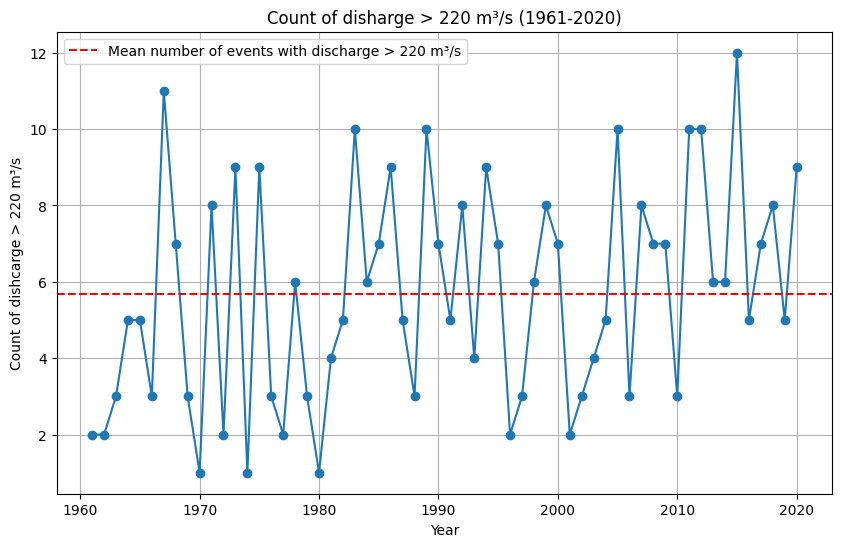 Count of disharge > 220 m³/s (1961-2020)
Mean number of events with discharge > 220 m³/s
Count of dishcarge > 220 m³/s
12
10
8
6
4
2
1960 1970 1980 1990 2000 2010 2020
Year